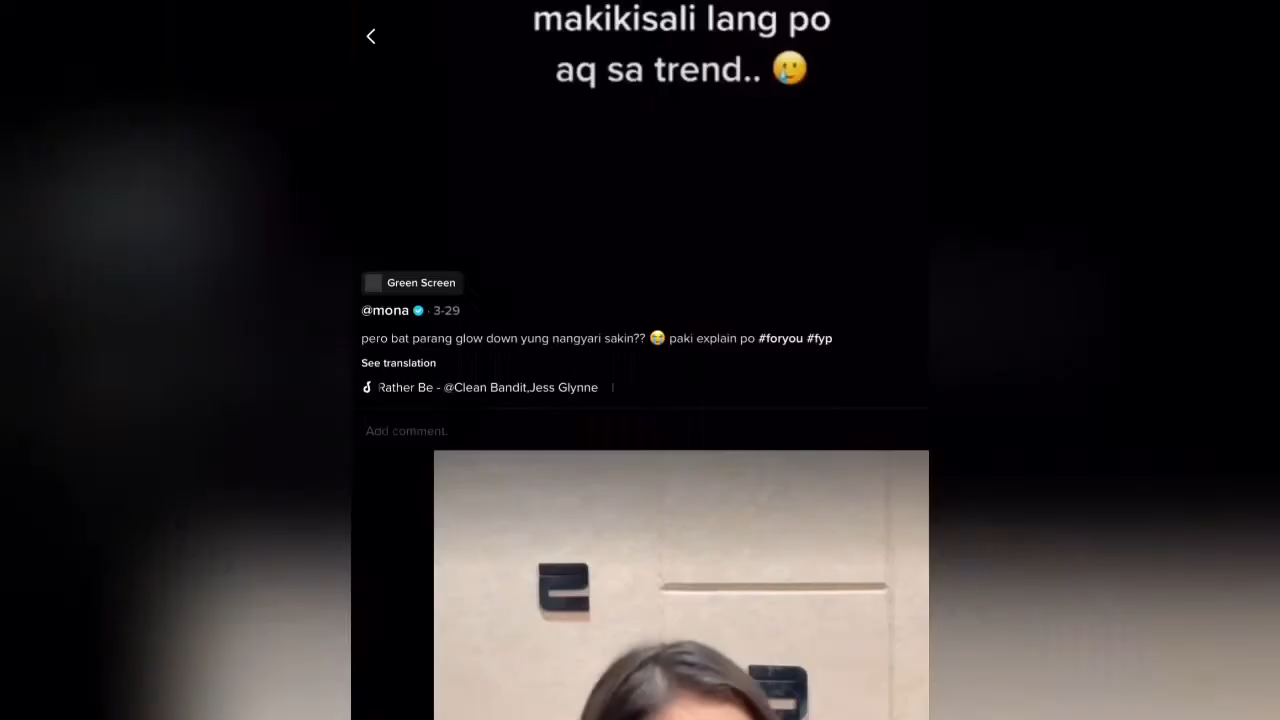 makikisali lang po
aq sa trend.. 🥲
Green Screen
@mona · 3-29
pero bat parang glow down yung nangyari sakin?? 😭 paki explain po #foryou #fyp
See translation
Rather Be - @Clean Bandit,Jess Glynne
Add comment.